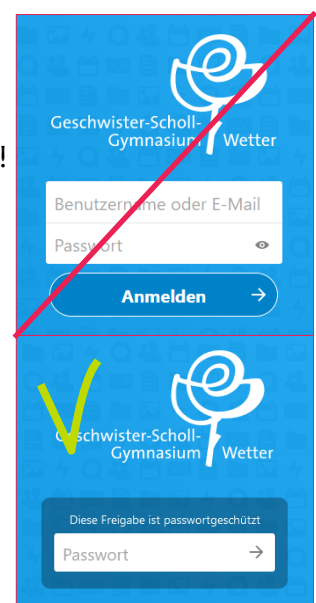 Geschwister-Scholl-
Gymnasium Wetter
!
Benutzername oder E-Mail
Passwort
Anmelden
Geschwister-Scholl-
Gymnasium Wetter
Diese Freigabe ist passwortgeschützt
Passwort